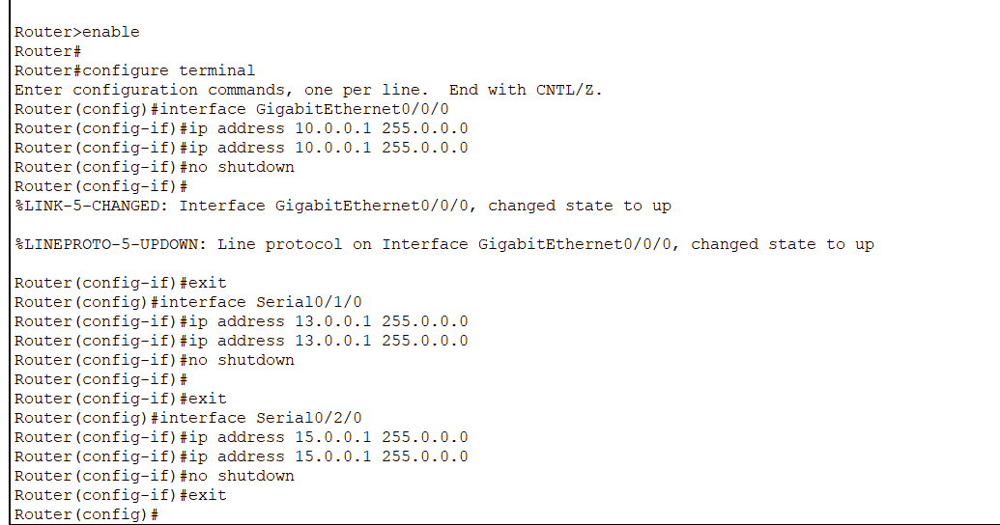 Router>enable
Router#
Router#configure terminal
Enter configuration commands, one per line.  End with CNTL/Z.
Router(config)#interface GigabitEthernet0/0/0
Router(config-if)#ip address 10.0.0.1 255.0.0.0
Router(config-if)#ip address 10.0.0.1 255.0.0.0
Router(config-if)#no shutdown
Router(config-if)#
%LINK-5-CHANGED: Interface GigabitEthernet0/0/0, changed state to up
%LINEPROTO-5-UPDOWN: Line protocol on Interface GigabitEthernet0/0/0, changed state to up
Router(config-if)#exit
Router(config)#interface Serial0/1/0
Router(config-if)#ip address 13.0.0.1 255.0.0.0
Router(config-if)#ip address 13.0.0.1 255.0.0.0
Router(config-if)#no shutdown
Router(config-if)#
Router(config-if)#exit
Router(config)#interface Serial0/2/0
Router(config-if)#ip address 15.0.0.1 255.0.0.0
Router(config-if)#ip address 15.0.0.1 255.0.0.0
Router(config-if)#no shutdown
Router(config-if)#exit
Router(config)#